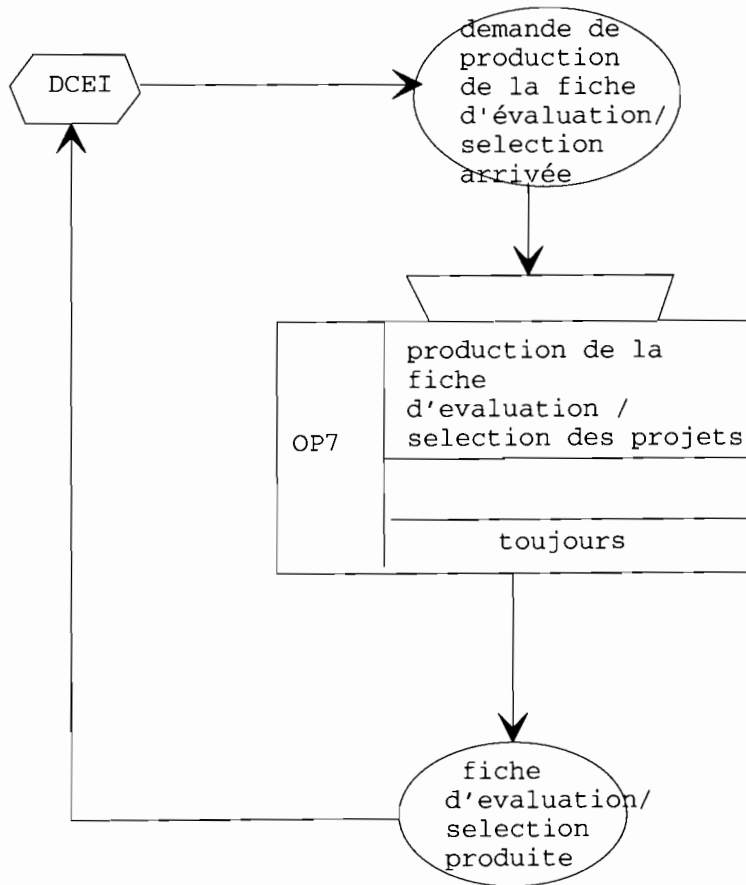 DCEI
demande de
production
de la fiche
d'évaluation/
selection
arrivée
production de la
fiche
d'evaluation /
selection des projets
OP7
toujours
fiche
d'evaluation/
selection
produite